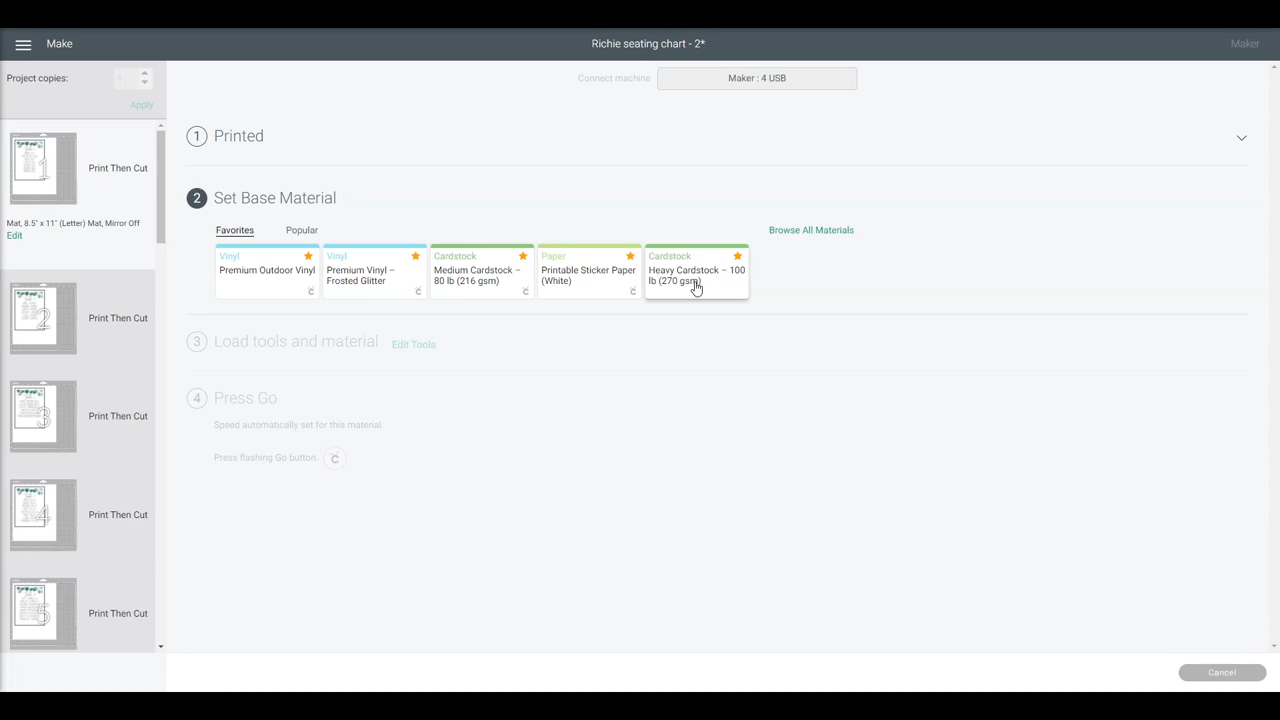 Make
Richie seating chart - 2*
Maker
Project copies:
1
Apply
Connect machine
Maker : 4 USB
1 Printed
1
Print Then Cut
Mat, 8.5" x 11" (Letter) Mat, Mirror Off
Edit
2 Set Base Material
Favorites
Popular
Browse All Materials
Vinyl
Premium Outdoor Vinyl
Vinyl
Premium Vinyl –
Frosted Glitter
Cardstock
Medium Cardstock –
80 lb (216 gsm)
Paper
Printable Sticker Paper
(White)
Cardstock
Heavy Cardstock – 100
lb (270 gsm)
2
Print Then Cut
3 Load tools and material
Edit Tools
3
Print Then Cut
4 Press Go
Speed automatically set for this material.
Press flashing Go button.
4
Print Then Cut
5
Print Then Cut
Cancel